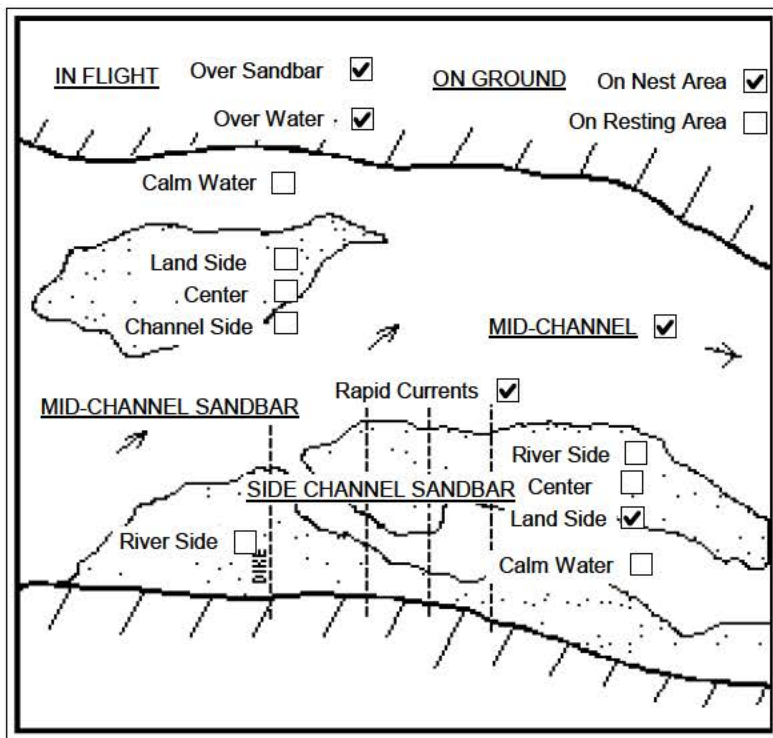 IN FLIGHT Over Sandbar ☑ ON GROUND On Nest Area ☑
Over Water ☑ On Resting Area ☐
Calm Water ☐
Land Side ☐
Center ☐
Channel Side ☐
MID-CHANNEL ☑
Rapid Currents ☑
MID-CHANNEL SANDBAR
River Side ☐
SIDE CHANNEL SANDBAR Center ☐
Land Side ☑
River Side ☐
DIKE
Calm Water ☐